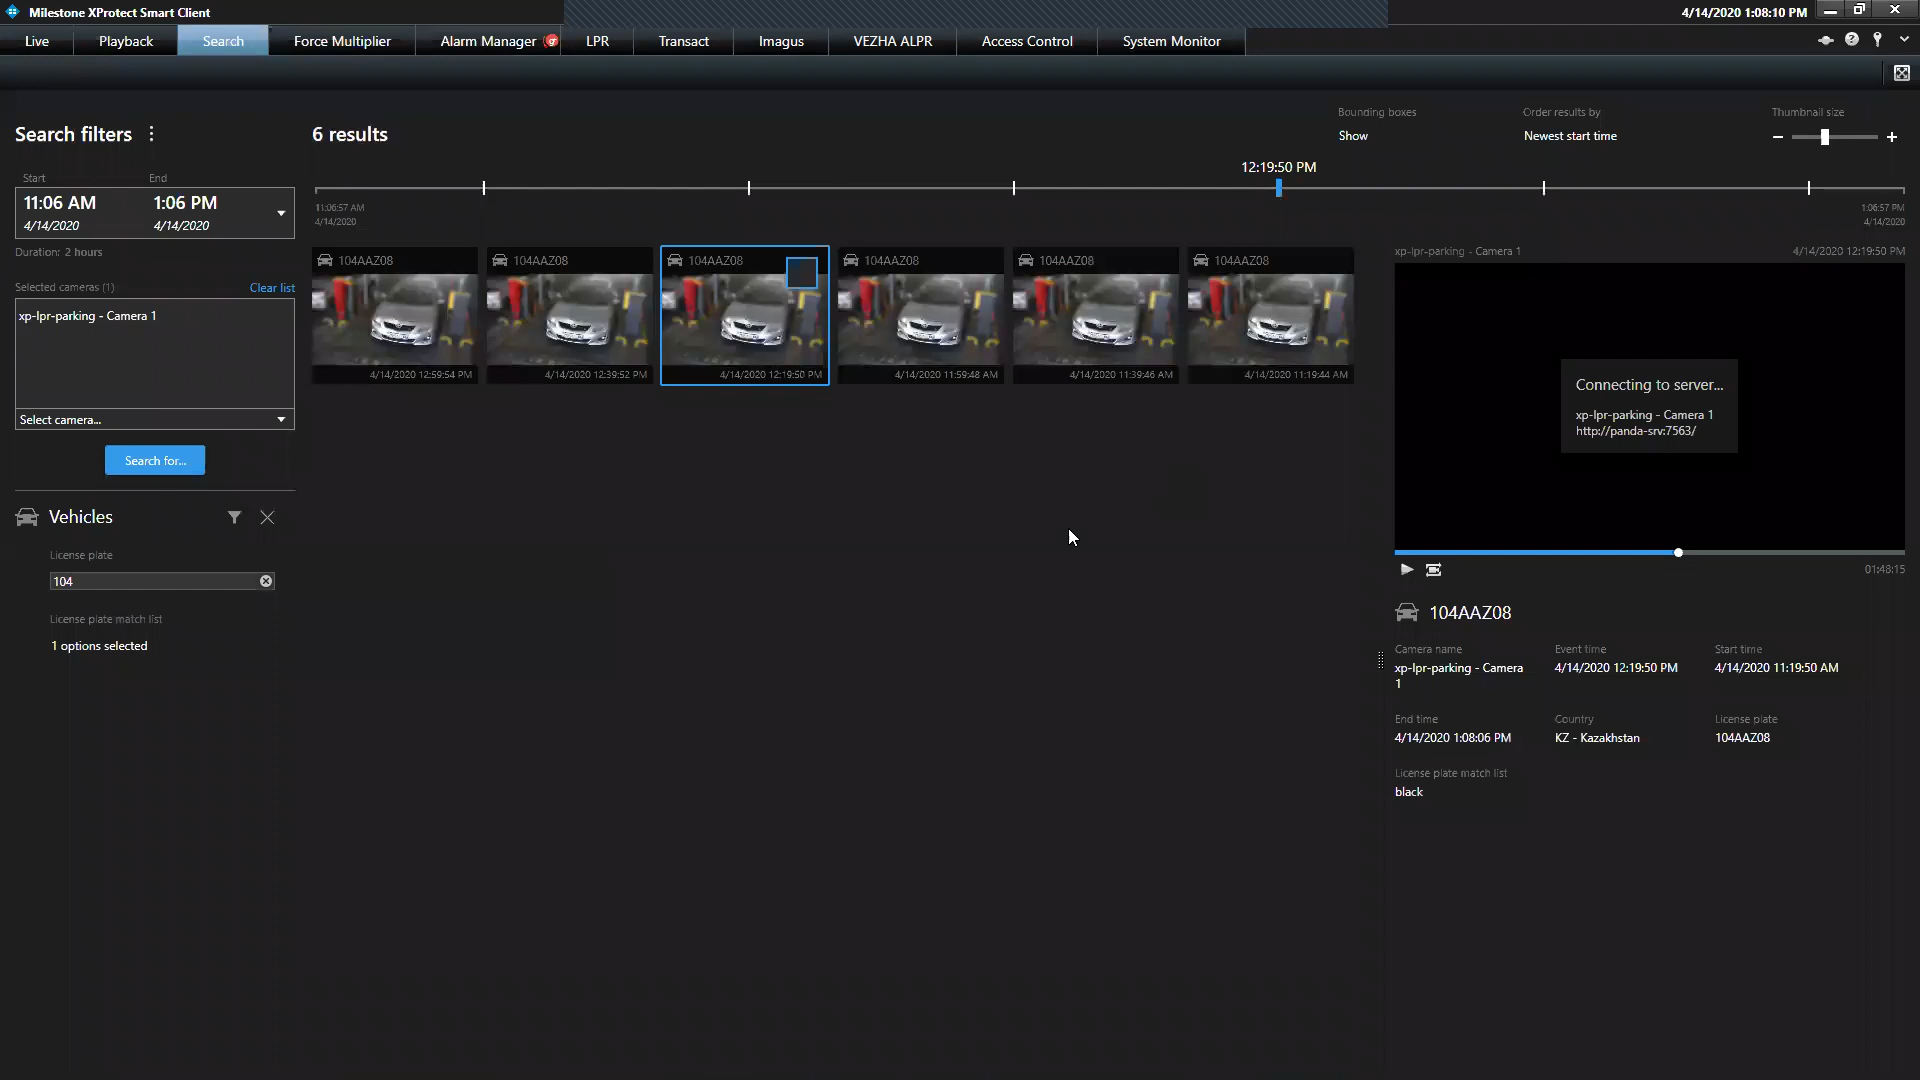 Milestone XProtect Smart Client
4/14/2020 1:08:10 PM
Live
Playback
Search
Force Multiplier
Alarm Manager
LPR
Transact
Imagus
VEZHA ALPR
Access Control
System Monitor
Search filters
6 results
Bounding boxes
Show
Order results by
Newest start time
Thumbnail size
12:19:50 PM
Start
End
11:06 AM
1:06 PM
4/14/2020
4/14/2020
11:06:57 AM
4/14/2020
1:06:57 PM
4/14/2020
Duration: 2 hours
Selected cameras (1)
Clear list
xp-lpr-parking - Camera 1
Select camera...
Search for...
Vehicles
License plate
104
License plate match list
1 options selected
104AAZ08
4/14/2020 12:59:54 PM
104AAZ08
4/14/2020 12:39:52 PM
104AAZ08
4/14/2020 12:19:50 PM
104AAZ08
4/14/2020 11:59:48 AM
104AAZ08
4/14/2020 11:39:46 AM
104AAZ08
4/14/2020 11:19:44 AM
xp-lpr-parking - Camera 1
4/14/2020 12:19:50 PM
Connecting to server...
xp-lpr-parking - Camera 1
http://panda-srv:7563/
01:48:15
104AAZ08
Camera name
xp-lpr-parking - Camera
1
Event time
4/14/2020 12:19:50 PM
Start time
4/14/2020 11:19:50 AM
End time
4/14/2020 1:08:06 PM
Country
KZ - Kazakhstan
License plate
104AAZ08
License plate match list
black